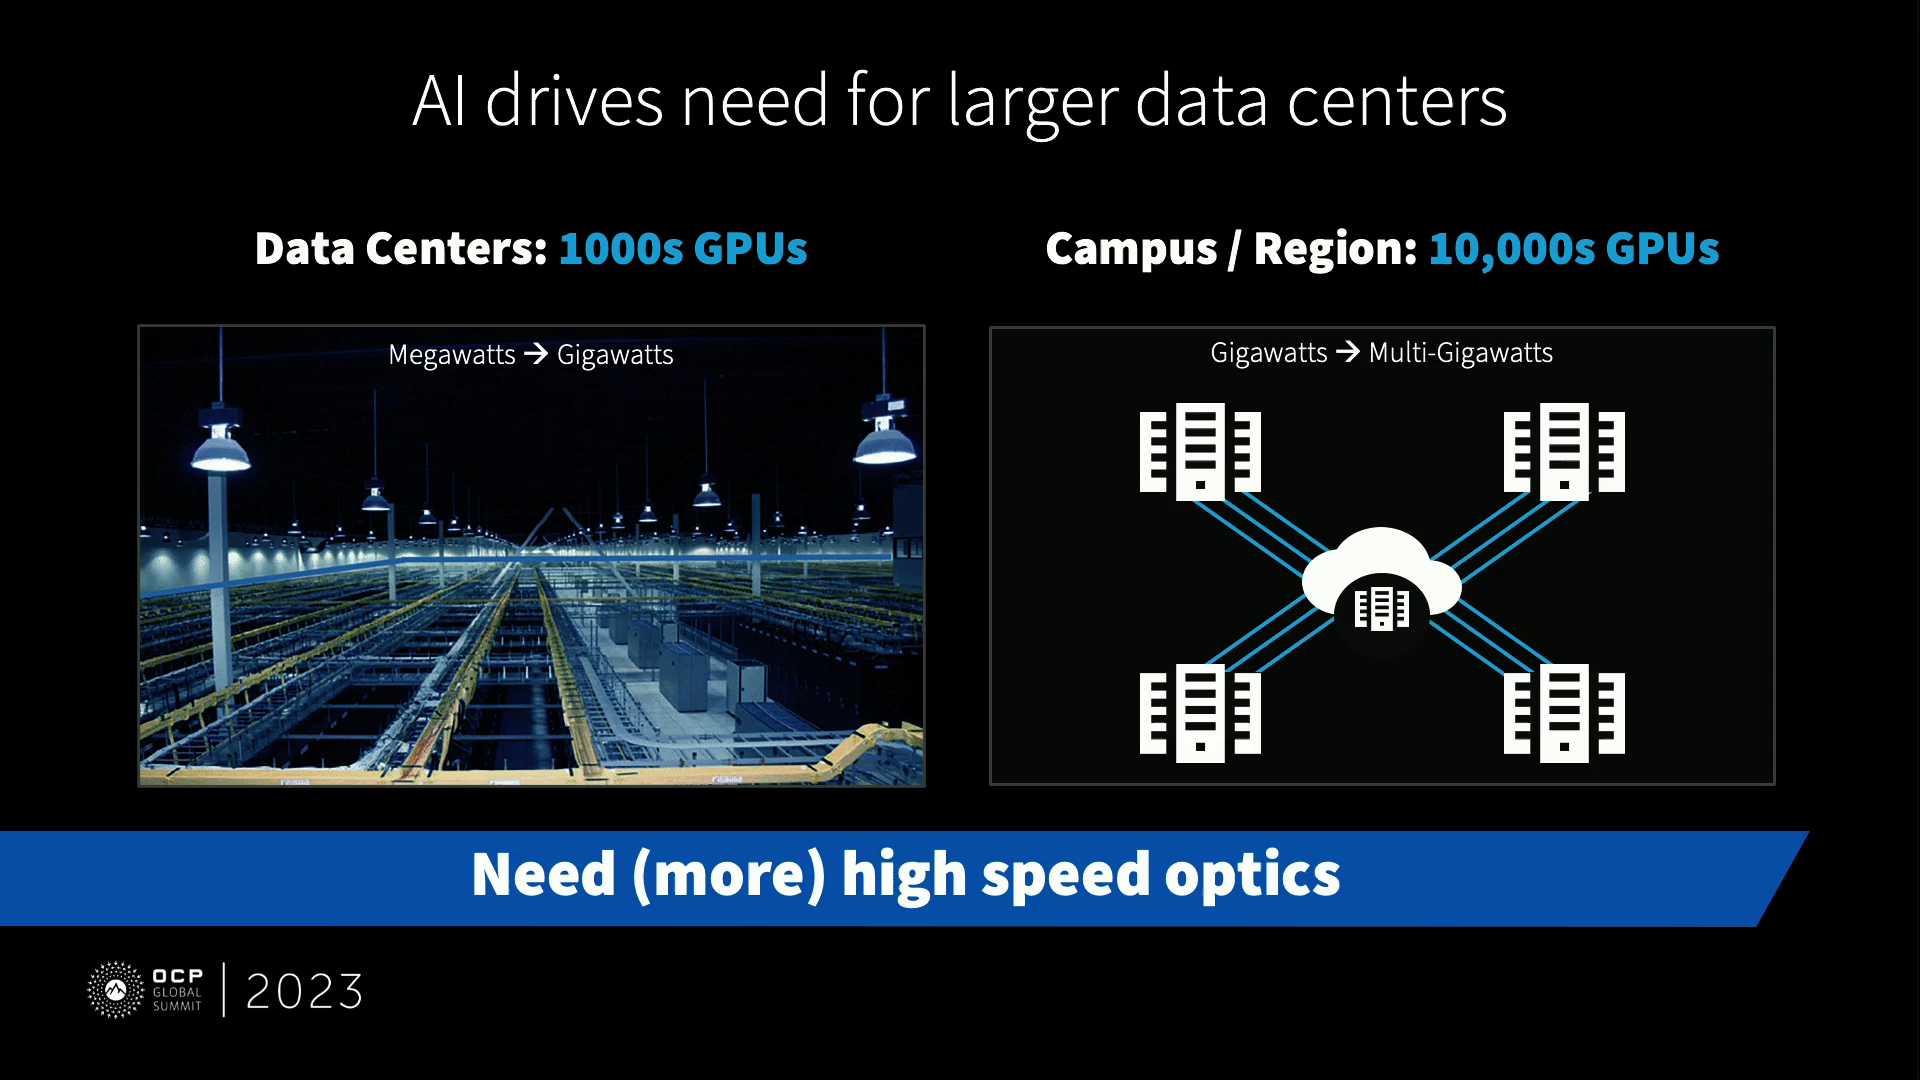 AI drives need for larger data centers
Data Centers: 1000s GPUs
Megawatts → Gigawatts
Campus / Region: 10,000s GPUs
Gigawatts → Multi-Gigawatts
Need (more) high speed optics
OCP
GLOBAL
SUMMIT
2023